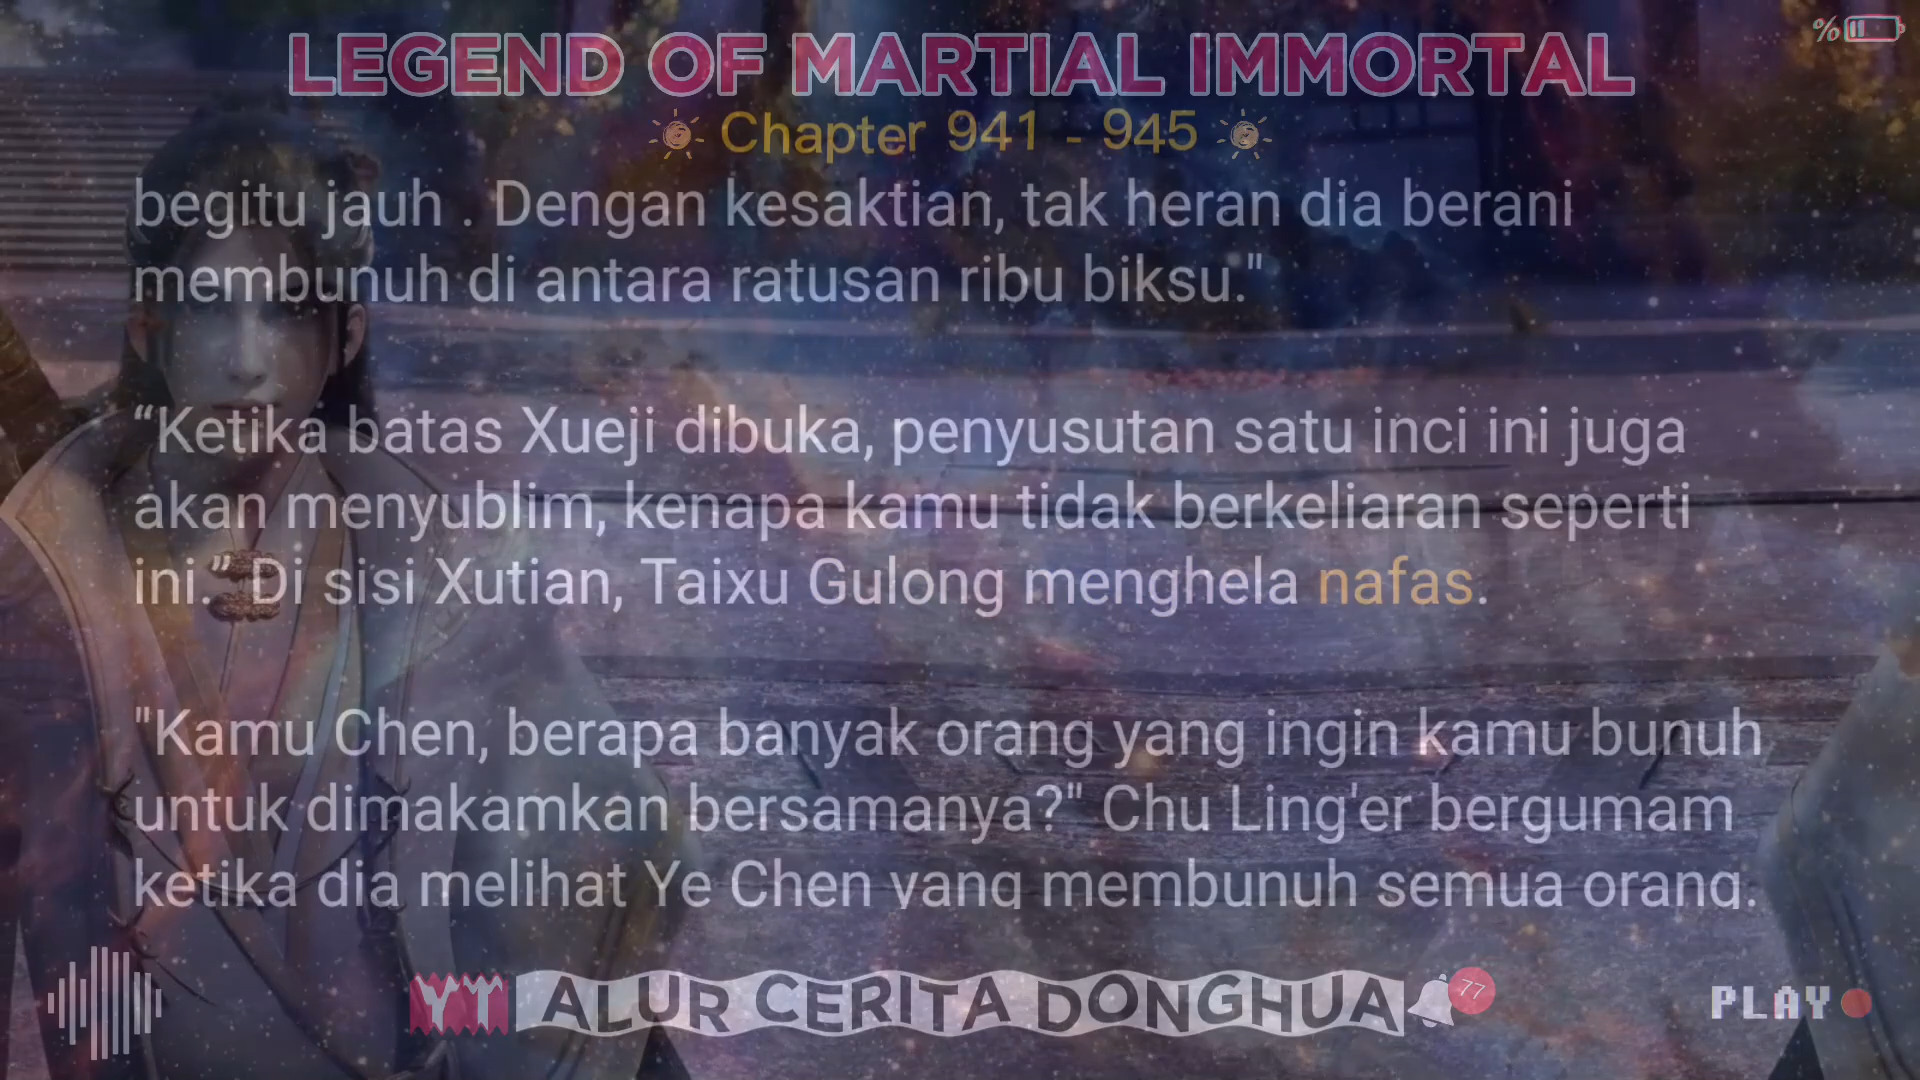 LEGEND OF MARTIAL IMMORTAL
%
Chapter 941 - 945
begitu jauh . Dengan kesaktian, tak heran dia berani
membunuh di antara ratusan ribu biksu."
“Ketika batas Xueji dibuka, penyusutan satu inci ini juga
akan menyublim, kenapa kamu tidak berkeliaran seperti
ini.” Di sisi Xutian, Taixu Gulong menghela nafas.
"Kamu Chen, berapa banyak orang yang ingin kamu bunuh
untuk dimakamkan bersamanya?" Chu Ling'er bergumam
ketika dia melihat Ye Chen yang membunuh semua orang.
YT ALUR CERITA DONGHUA 77
PLAY